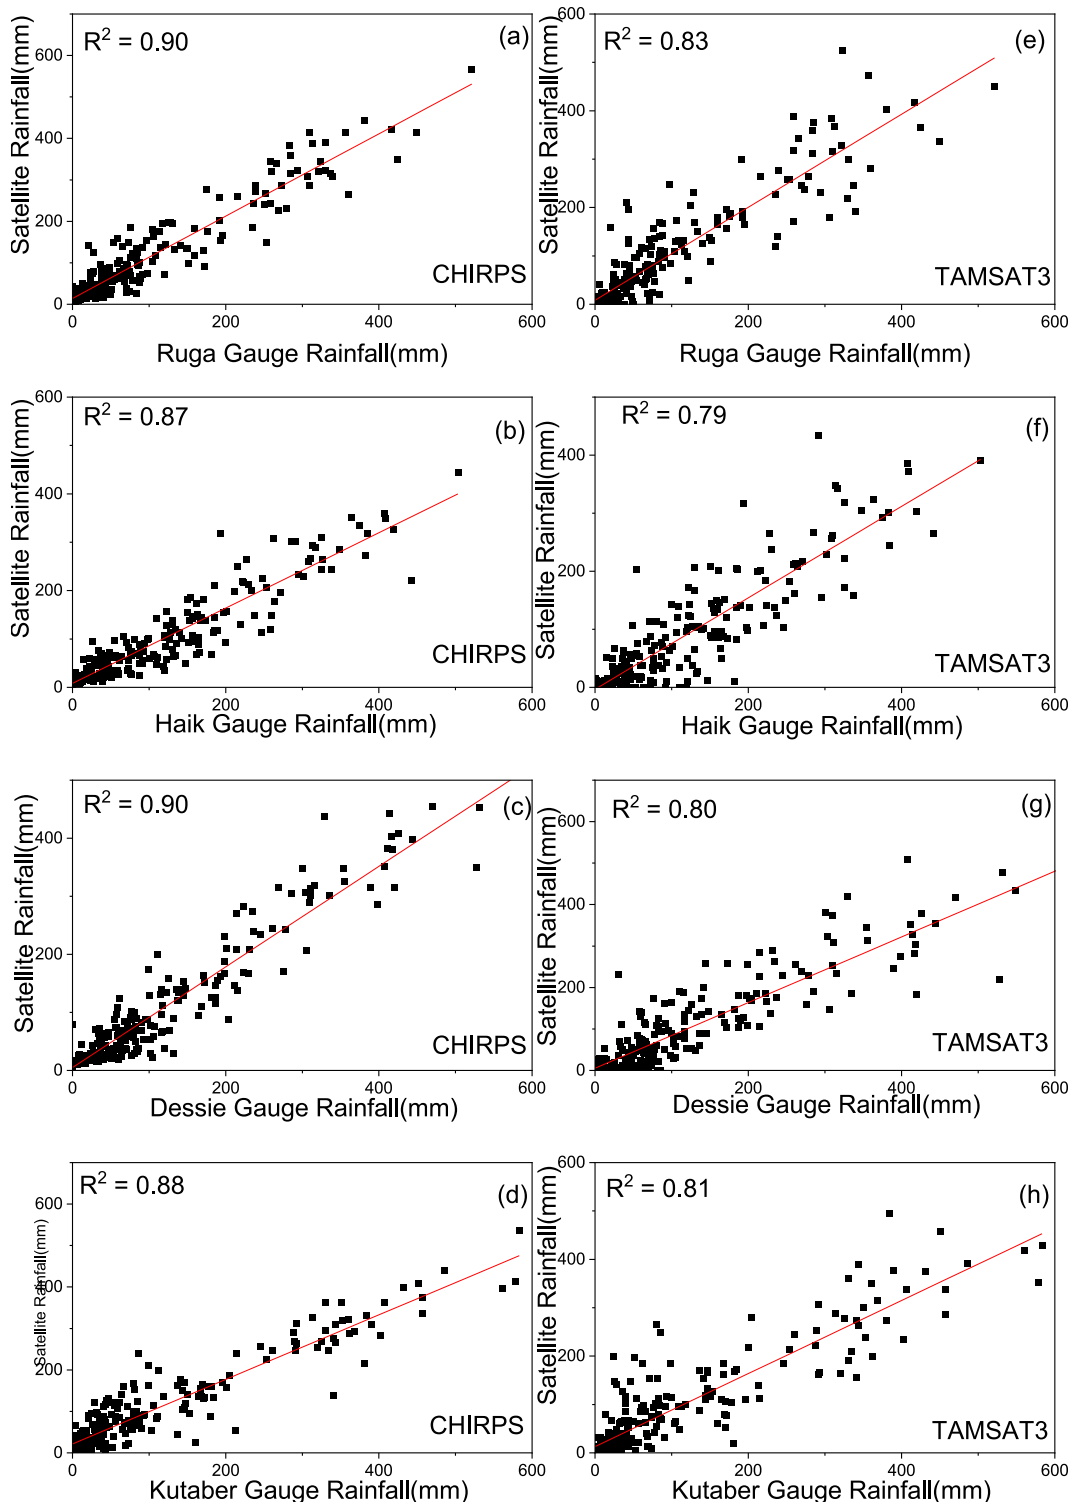 R² = 0.90
(a)
Satellite Rainfall(mm)
600
400
200
0
CHIRPS
0 200 400 600
Ruga Gauge Rainfall(mm)
R² = 0.83
(e)
Satellite Rainfall(mm)
600
400
200
0
TAMSAT3
0 200 400 600
Ruga Gauge Rainfall(mm)
R² = 0.87
(b)
Satellite Rainfall(mm)
600
400
200
0
CHIRPS
0 200 400 600
Haik Gauge Rainfall(mm)
R² = 0.79
(f)
Satellite Rainfall(mm)
400
200
0
TAMSAT3
0 200 400 600
Haik Gauge Rainfall(mm)
R² = 0.90
(c)
Satellite Rainfall(mm)
400
200
0
CHIRPS
0 200 400 600
Dessie Gauge Rainfall(mm)
R² = 0.80
(g)
Satellite Rainfall(mm)
600
400
200
0
TAMSAT3
0 200 400 600
Dessie Gauge Rainfall(mm)
R² = 0.88
(d)
Satellite Rainfall(mm)
600
400
200
0
CHIRPS
0 200 400 600
Kutaber Gauge Rainfall(mm)
R² = 0.81
(h)
Satellite Rainfall(mm)
600
400
200
0
TAMSAT3
0 200 400 600
Kutaber Gauge Rainfall(mm)